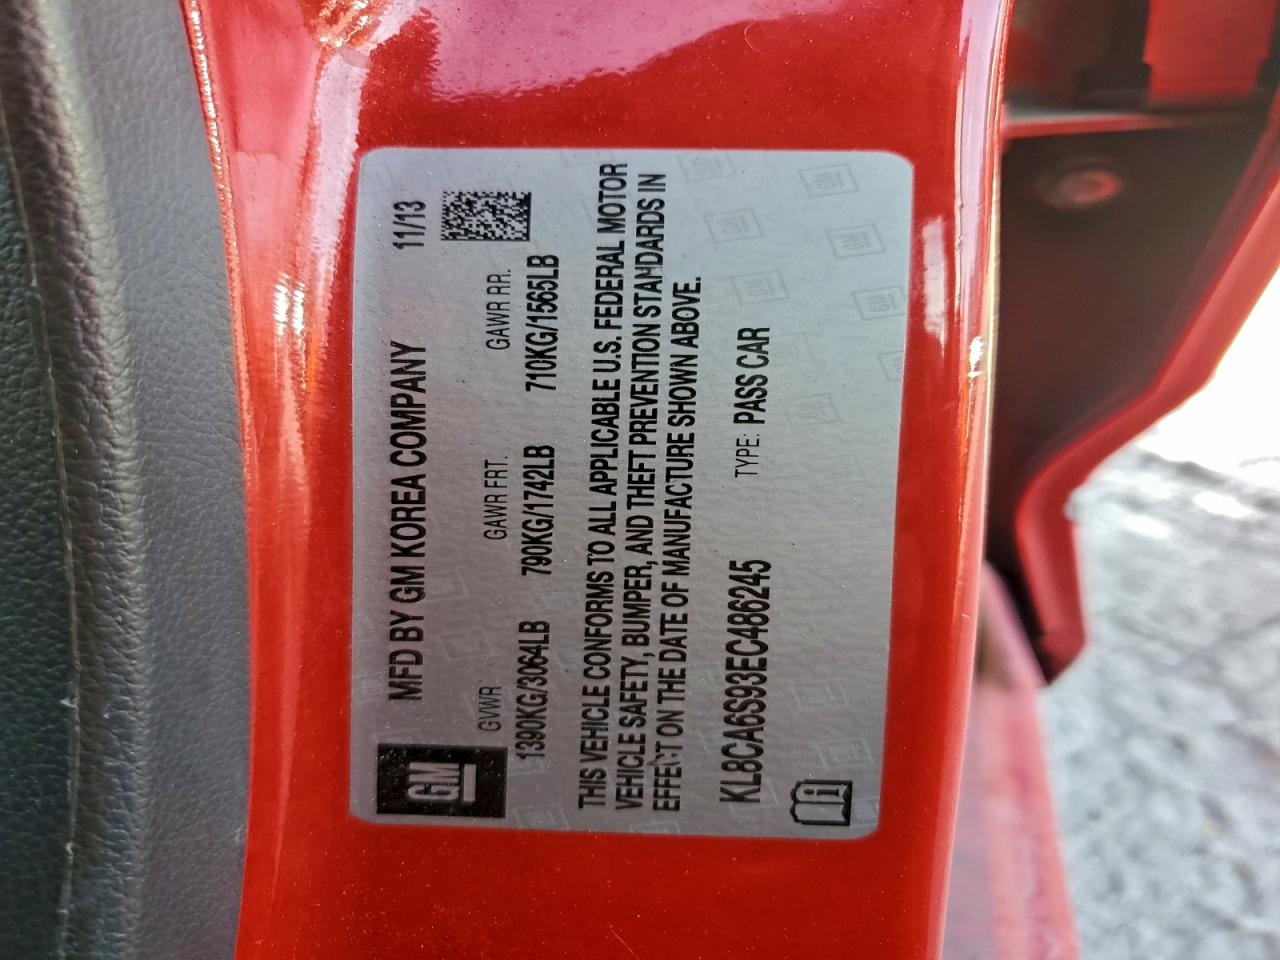 GM
MFD BY GM KOREA COMPANY 11/13
GVWR GAWR FRT. GAWR RR.
1390KG/3064LB 790KG/1742LB 710KG/1565LB
THIS VEHICLE CONFORMS TO ALL APPLICABLE U.S. FEDERAL MOTOR
VEHICLE SAFETY, BUMPER, AND THEFT PREVENTION STANDARDS IN
EFFECT ON THE DATE OF MANUFACTURE SHOWN ABOVE.
KL8CA6S93EC486245 TYPE: PASS CAR